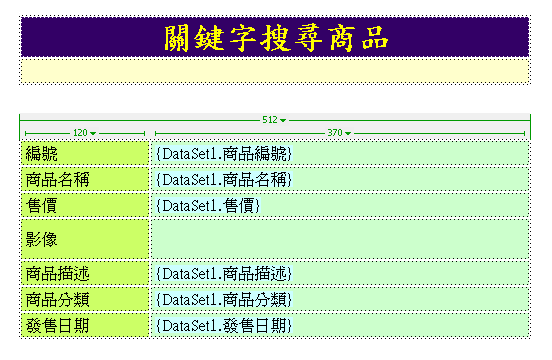 關鍵字搜尋商品
512
120 370
編號 {DataSet1.商品編號}
商品名稱 {DataSet1.商品名稱}
售價 {DataSet1.售價}
影像
商品描述 {DataSet1.商品描述}
商品分類 {DataSet1.商品分類}
發售日期 {DataSet1.發售日期}